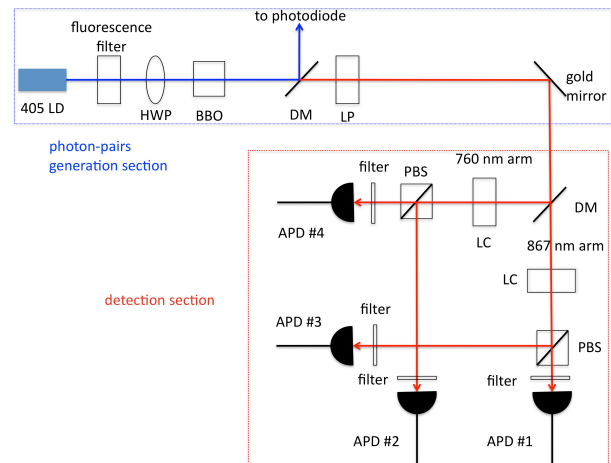 to photodiode
fluorescence
filter
405 LD
HWP
BBO
DM
LP
gold
mirror
photon-pairs
generation section
760 nm arm
PBS
filter
APD #4
LC
DM
867 nm arm
LC
detection section
APD #3
filter
PBS
filter
filter
APD #2
APD #1